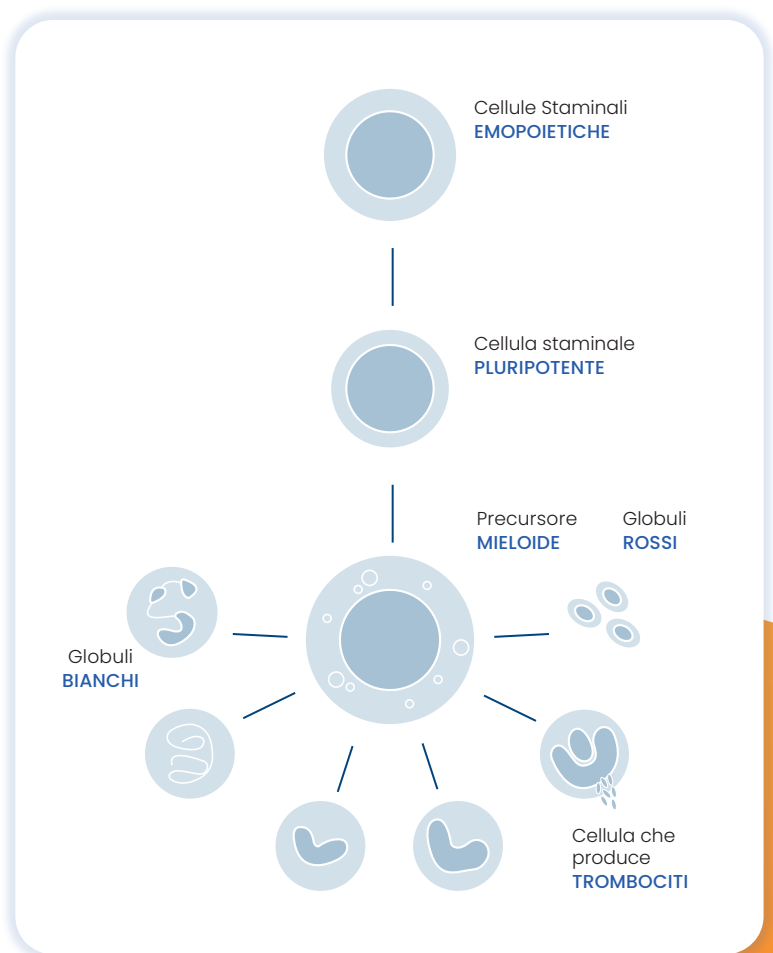 Cellule Staminali
EMOPOIETICHE
Cellula staminale
PLURIPOTENTE
Precursore
MIELOIDE
Globuli
ROSSI
Globuli
BIANCHI
Cellula che
produce
TROMBOCITI